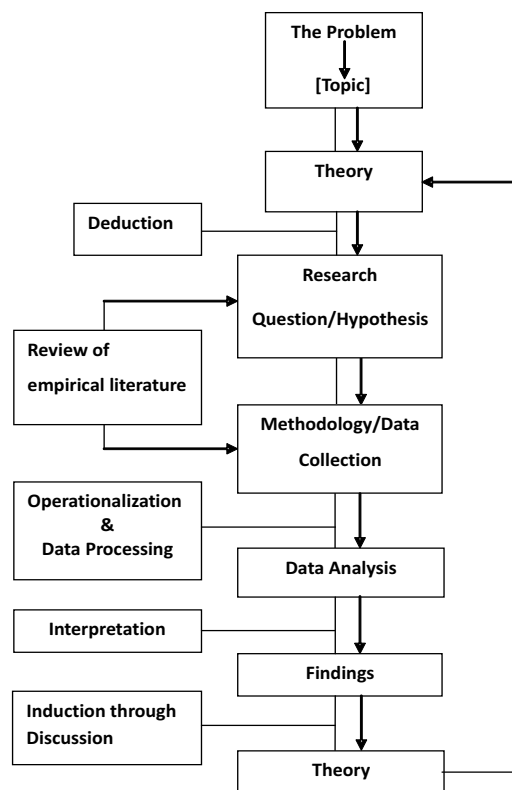 The Problem
[Topic]
Theory
Deduction
Research
Question/Hypothesis
Review of
empirical literature
Methodology/Data
Collection
Operationalization
&
Data Processing
Data Analysis
Interpretation
Findings
Induction through
Discussion
Theory